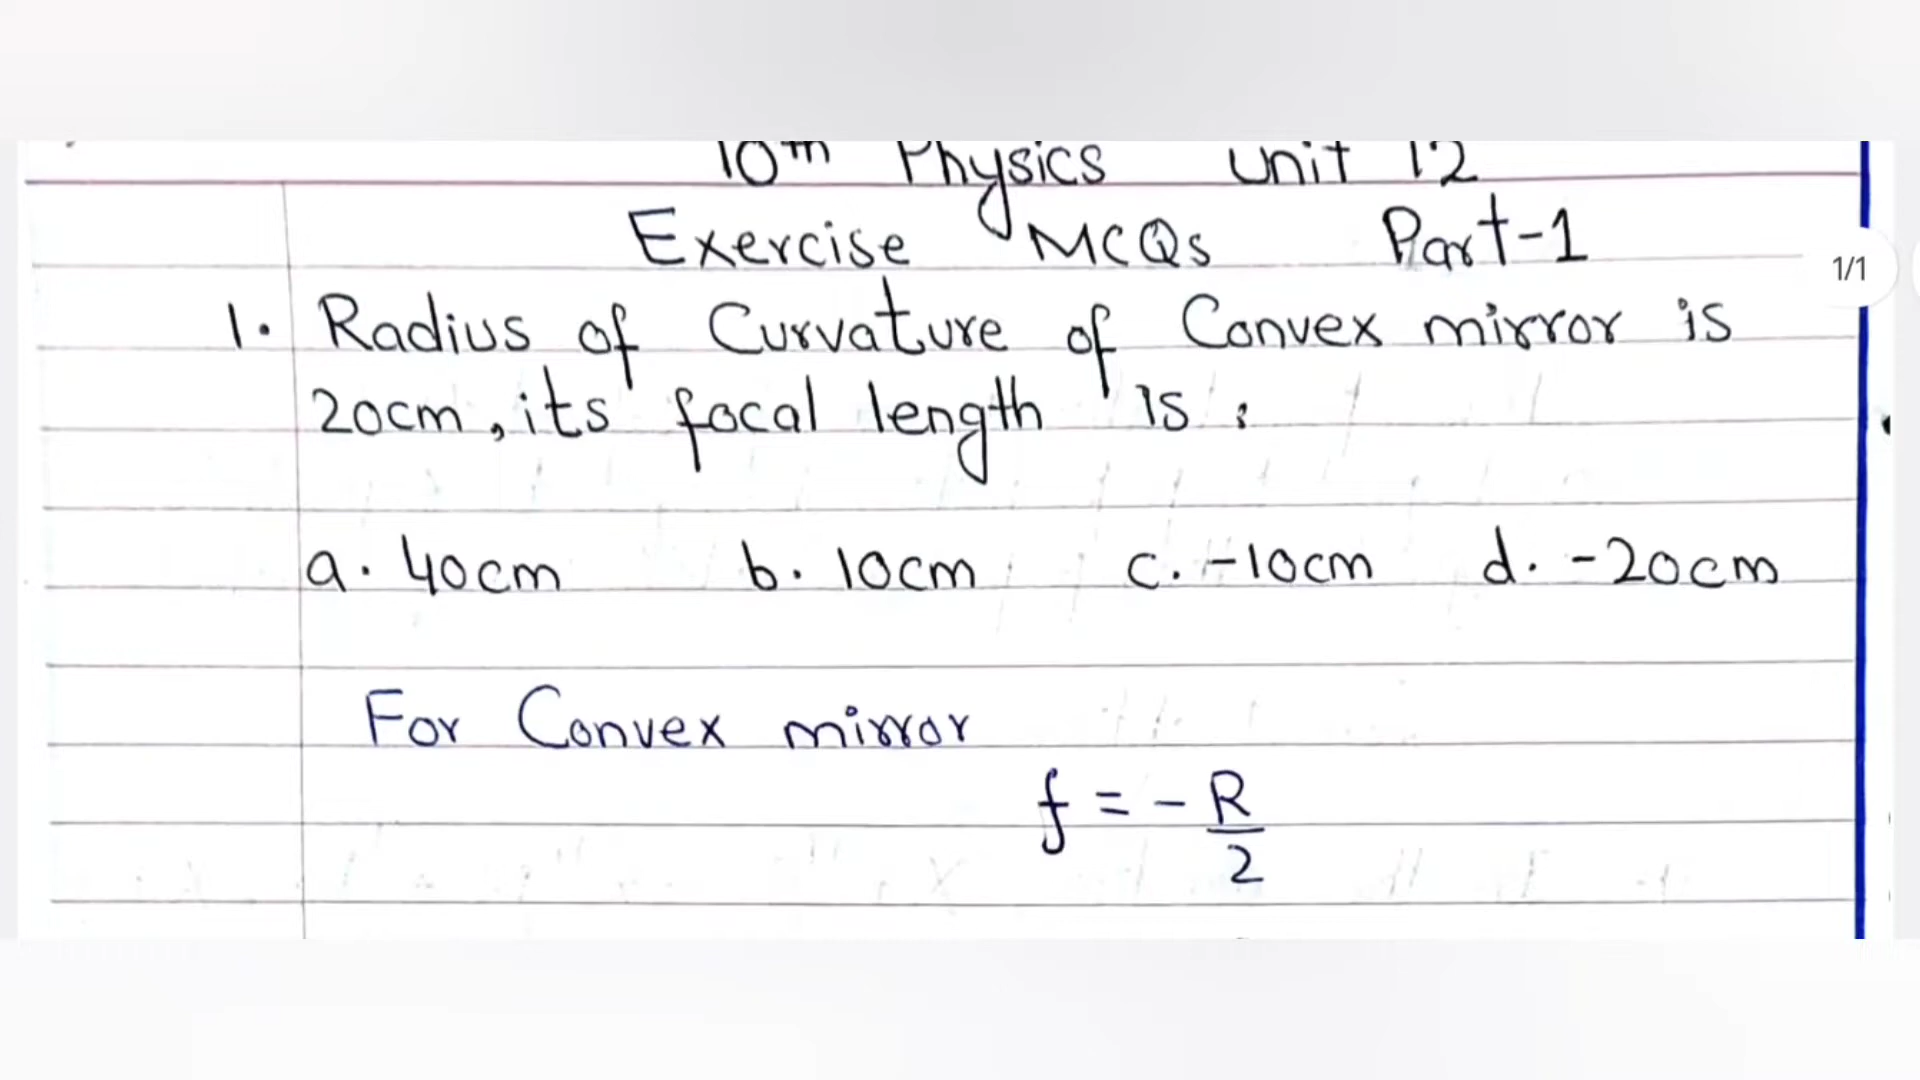 10th Physics Unit 12
Exercise MCQs Part-1
1/1
1. Radius of Curvature of Convex mirror is
20cm, its focal length is :
a. 40cm b. 10cm c. -10cm d. -20cm
For Convex mirror
f = - R
2